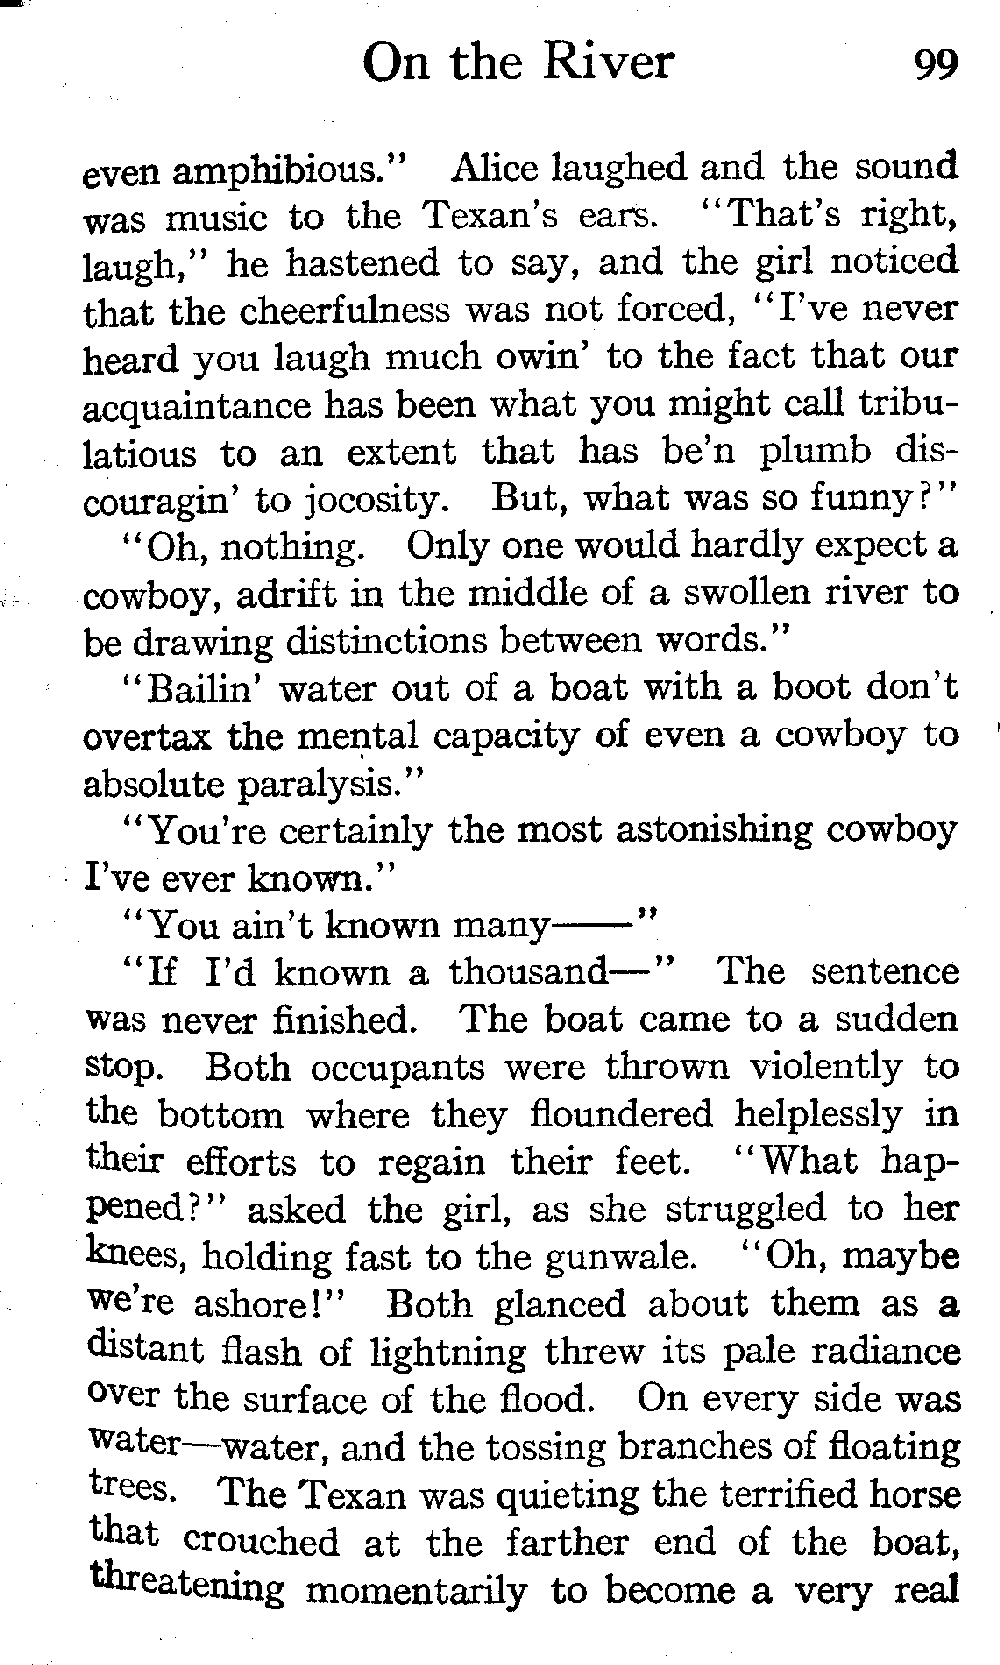 On the River 99
even amphibious." Alice laughed and the sound
was music to the Texan's ears. "That's right,
laugh," he hastened to say, and the girl noticed
that the cheerfulness was not forced, "I've never
heard you laugh much owin' to the fact that our
acquaintance has been what you might call tribu-
latious to an extent that has be'n plumb dis-
couragin' to jocosity. But, what was so funny?"
"Oh, nothing. Only one would hardly expect a
cowboy, adrift in the middle of a swollen river to
be drawing distinctions between words."
"Bailin' water out of a boat with a boot don't
overtax the mental capacity of even a cowboy to
absolute paralysis."
"You're certainly the most astonishing cowboy
I've ever known."
"You ain't known many——"
"If I'd known a thousand—" The sentence
was never finished. The boat came to a sudden
stop. Both occupants were thrown violently to
the bottom where they floundered helplessly in
their efforts to regain their feet. "What hap-
pened?" asked the girl, as she struggled to her
knees, holding fast to the gunwale. "Oh, maybe
we're ashore!" Both glanced about them as a
distant flash of lightning threw its pale radiance
over the surface of the flood. On every side was
water—water, and the tossing branches of floating
trees. The Texan was quieting the terrified horse
that crouched at the farther end of the boat,
threatening momentarily to become a very real